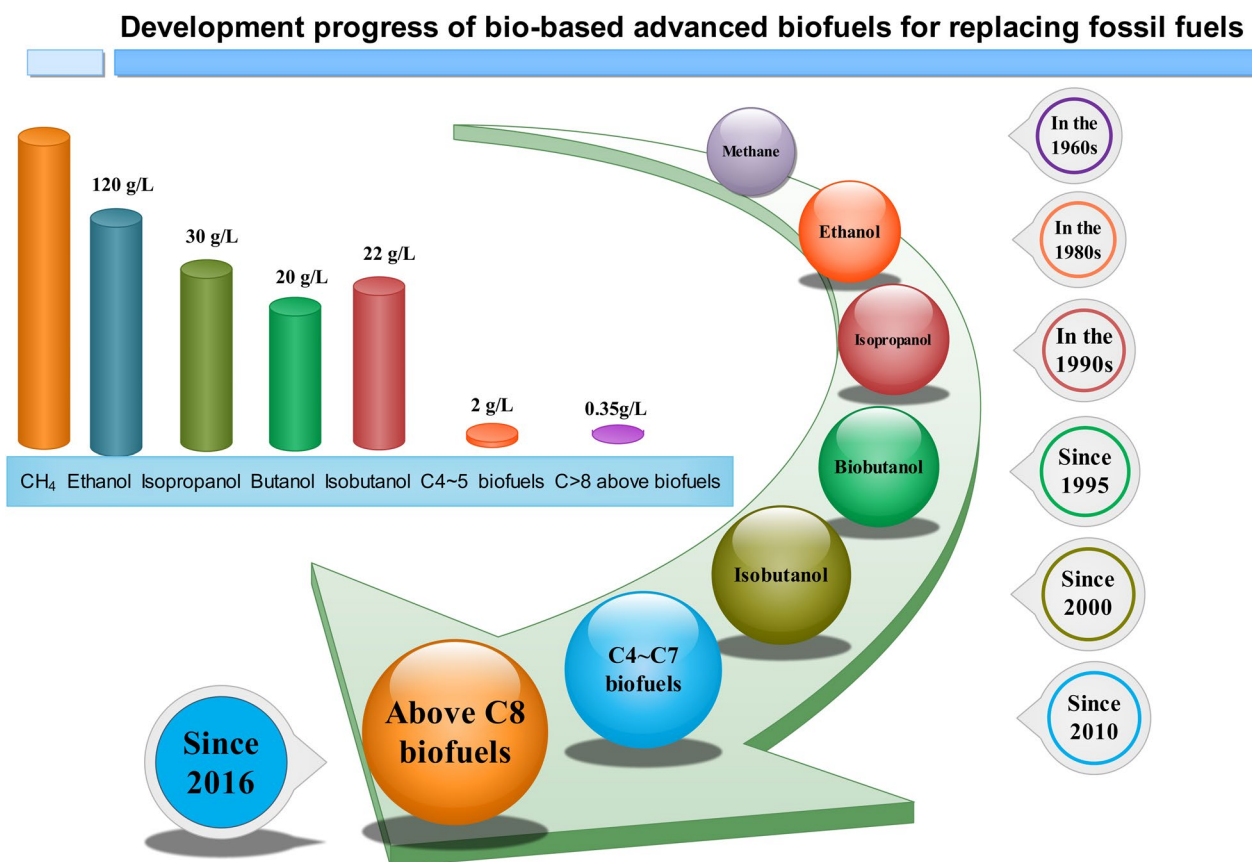 Development progress of bio-based advanced biofuels for replacing fossil fuels
120 g/L
30 g/L
20 g/L
22 g/L
2 g/L
0.35g/L
CH₄ Ethanol Isopropanol Butanol Isobutanol C4~5 biofuels C>8 above biofuels
Methane
In the
1960s
Ethanol
In the
1980s
Isopropanol
In the
1990s
Biobutanol
Since
1995
Isobutanol
Since
2000
C4~C7
biofuels
Since
2010
Above C8
biofuels
Since
2016